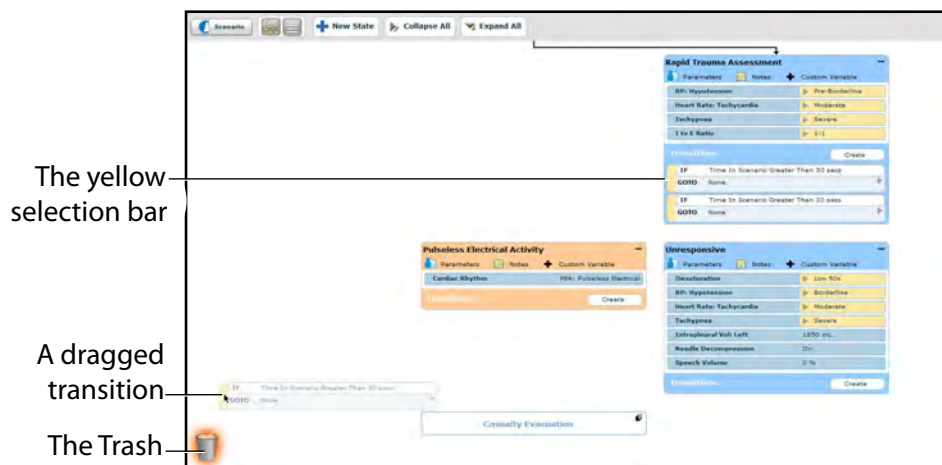 Scenario New State Collapse All Expand All
Rapid Trauma Assessment
Parameters Notes Custom Variable
BP: Hypotension Pre-Borderline
Heart Rate: Tachycardia Moderate
Tachypnea Severe
I to E Ratio 1:1
Transitions Create
The yellow
selection bar
IF Time In Scenario Greater Than 30 secs
GOTO None
IF Time In Scenario Greater Than 30 secs
GOTO None
Pulseless Electrical Activity
Parameters Notes Custom Variable
Cardiac Rhythm PEA: Pulseless Electrical
Transitions Create
Unresponsive
Parameters Notes Custom Variable
Desaturation Low 90s
BP: Hypotension Borderline
Heart Rate: Tachycardia Moderate
Tachypnea Severe
Intrapleural Vol: Left 1850 mL
Needle Decompression On
Speech Volume 0 %
Transitions Create
A dragged
transition
IF Time In Scenario Greater Than 30 secs
GOTO None
Casualty Evacuation
The Trash